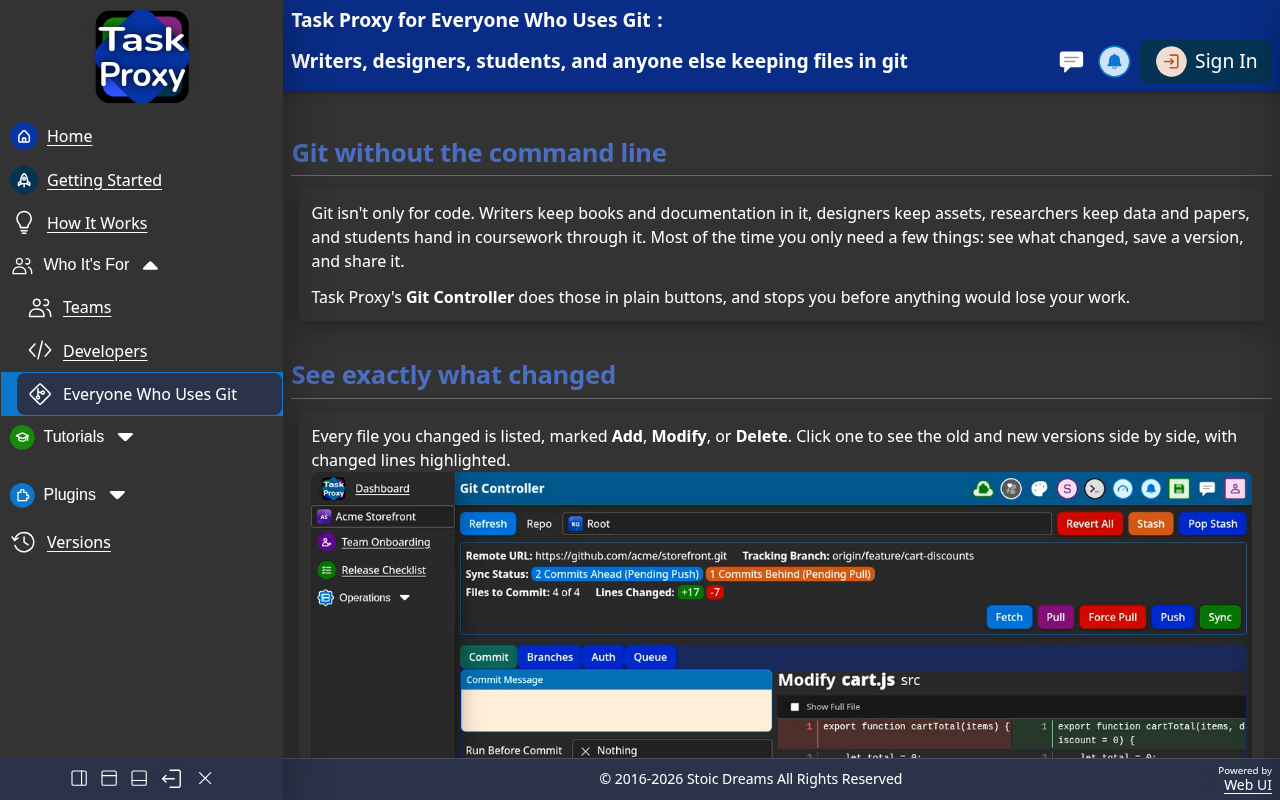 Task Proxy
Home
Getting Started
How It Works
Who It's For
Teams
Developers
Everyone Who Uses Git
Tutorials
Plugins
Versions
Task Proxy for Everyone Who Uses Git :
Writers, designers, students, and anyone else keeping files in git
Sign In
Git without the command line
Git isn't only for code. Writers keep books and documentation in it, designers keep assets, researchers keep data and papers,
and students hand in coursework through it. Most of the time you only need a few things: see what changed, save a version,
and share it.
Task Proxy's Git Controller does those in plain buttons, and stops you before anything would lose your work.
See exactly what changed
Every file you changed is listed, marked Add, Modify, or Delete. Click one to see the old and new versions side by side, with
changed lines highlighted.
Task Proxy
Dashboard
AS Acme Storefront
Team Onboarding
Release Checklist
Operations
Git Controller
S
Refresh Repo RO Root Revert All Stash Pop Stash
Remote URL: https://github.com/acme/storefront.git Tracking Branch: origin/feature/cart-discounts
Sync Status: 2 Commits Ahead (Pending Push) 1 Commits Behind (Pending Pull)
Files to Commit: 4 of 4 Lines Changed: +17 -7
Fetch Pull Force Pull Push Sync
Commit Branches Auth Queue
Commit Message
Run Before Commit Nothing
Modify cart.js src
Show Full File
1 export function cartTotal(items) { 1 export function cartTotal(items, d
iscount = 0) {
2 let total = 0; 2 let total = 0;
© 2016-2026 Stoic Dreams All Rights Reserved
Powered by
Web UI